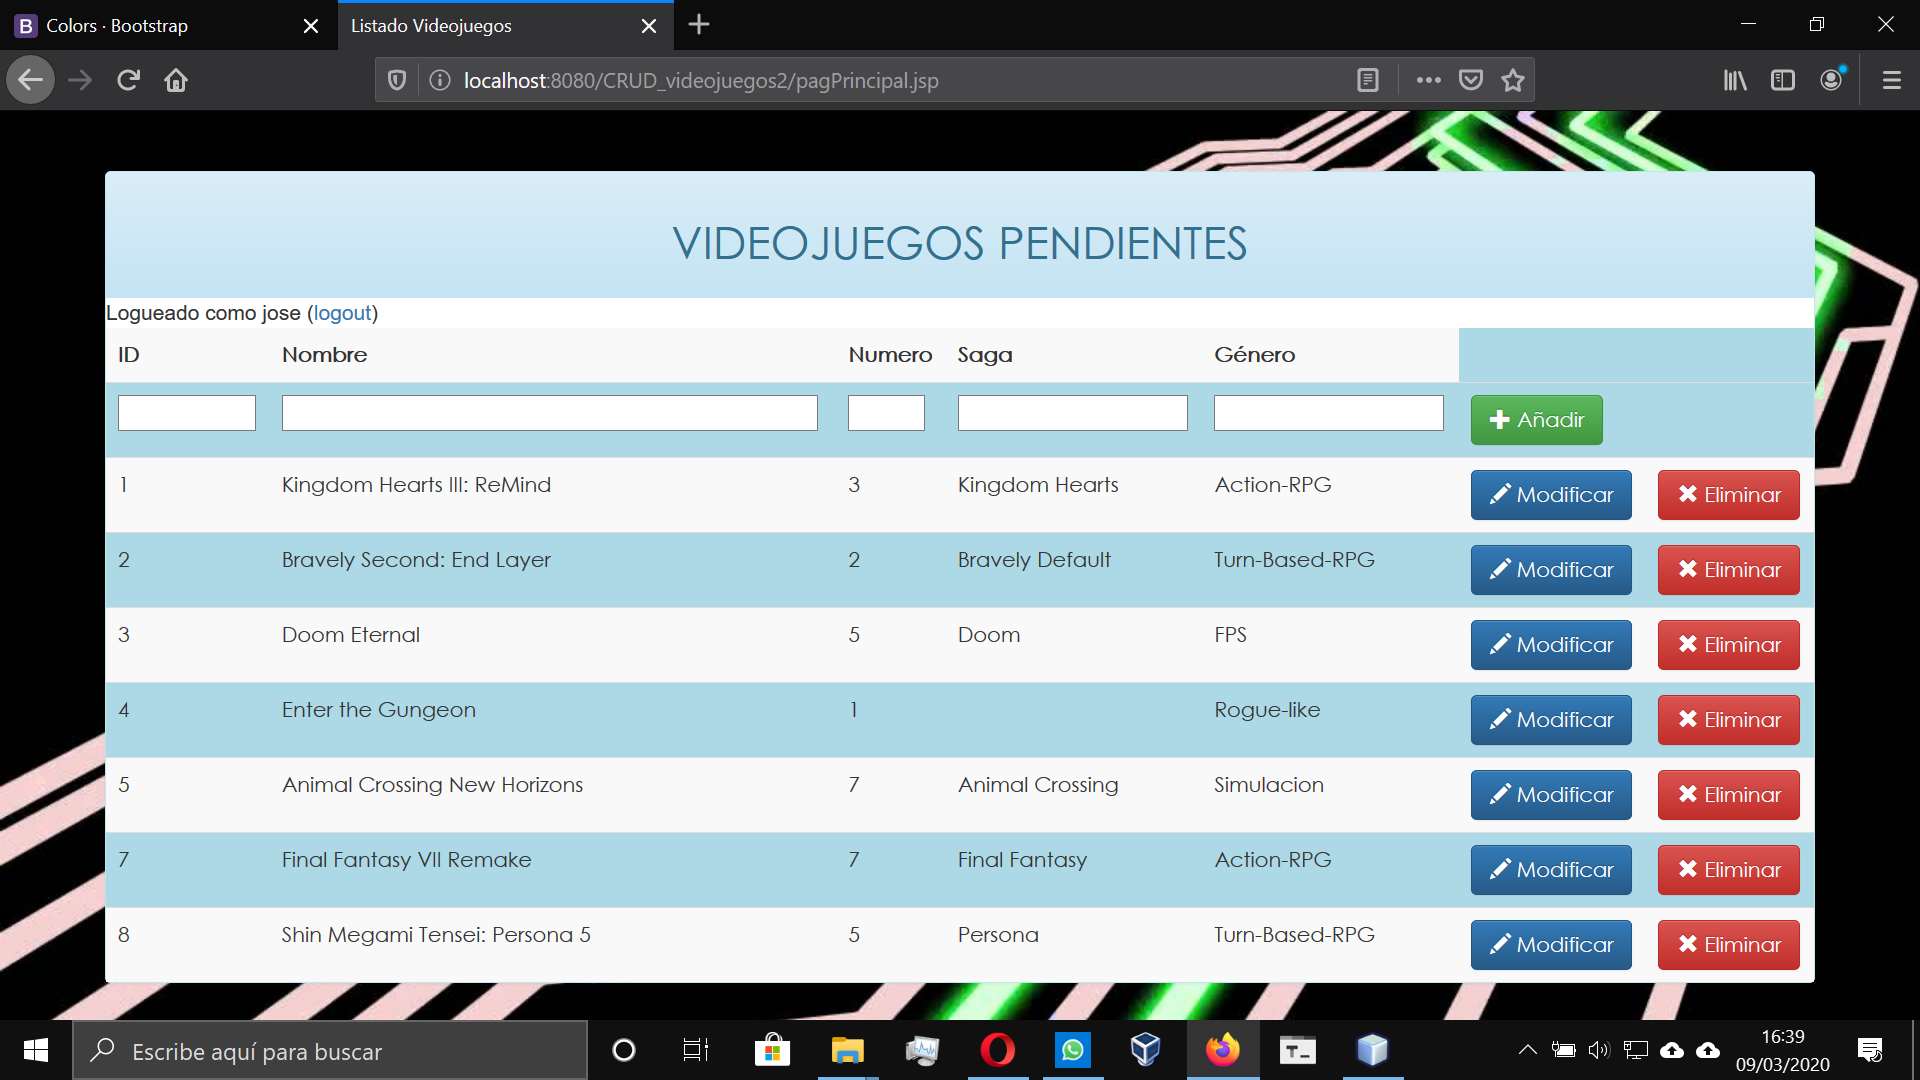 B Colors · Bootstrap
Listado Videojuegos
localhost:8080/CRUD_videojuegos2/pagPrincipal.jsp
VIDEOJUEGOS PENDIENTES
Logueado como jose (logout)
ID Nombre Numero Saga Género
Añadir
1 Kingdom Hearts III: ReMind 3 Kingdom Hearts Action-RPG Modificar Eliminar
2 Bravely Second: End Layer 2 Bravely Default Turn-Based-RPG Modificar Eliminar
3 Doom Eternal 5 Doom FPS Modificar Eliminar
4 Enter the Gungeon 1 Rogue-like Modificar Eliminar
5 Animal Crossing New Horizons 7 Animal Crossing Simulacion Modificar Eliminar
7 Final Fantasy VII Remake 7 Final Fantasy Action-RPG Modificar Eliminar
8 Shin Megami Tensei: Persona 5 5 Persona Turn-Based-RPG Modificar Eliminar
Escribe aquí para buscar
16:39
09/03/2020